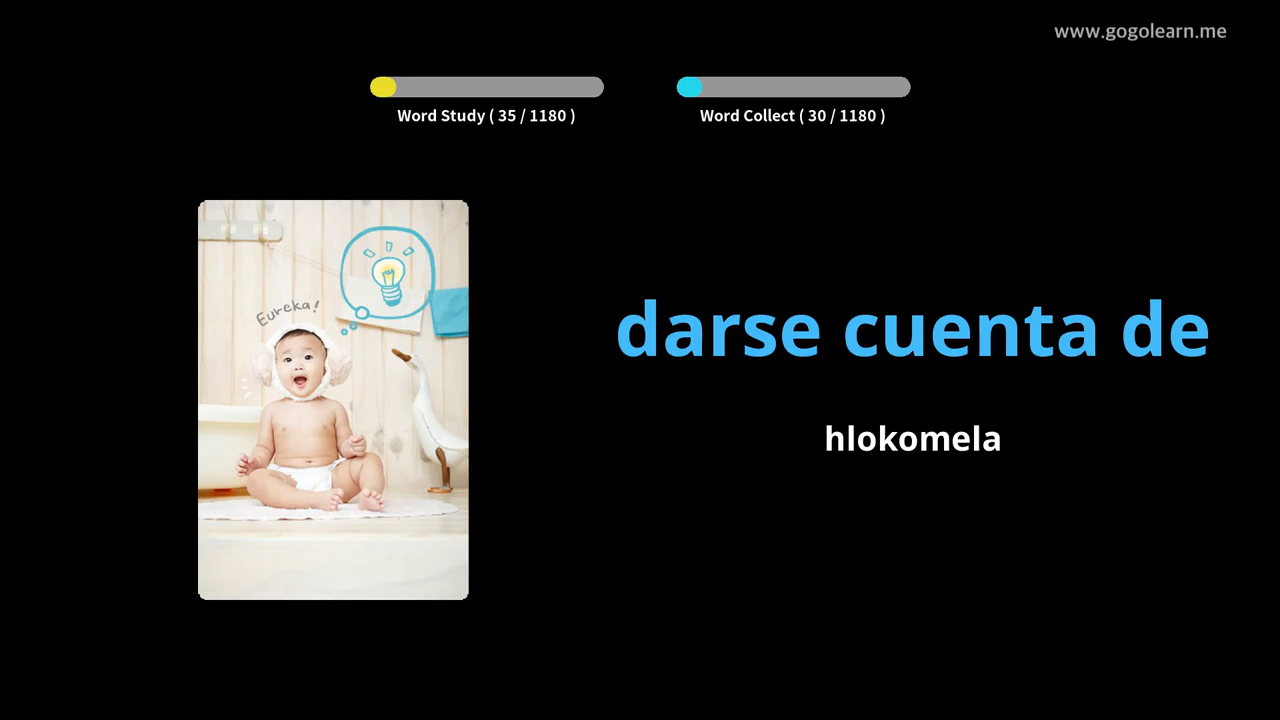 www.gogolearn.me
Word Study ( 35 / 1180 )
Word Collect ( 30 / 1180 )
Eureka!
darse cuenta de
hlokomela